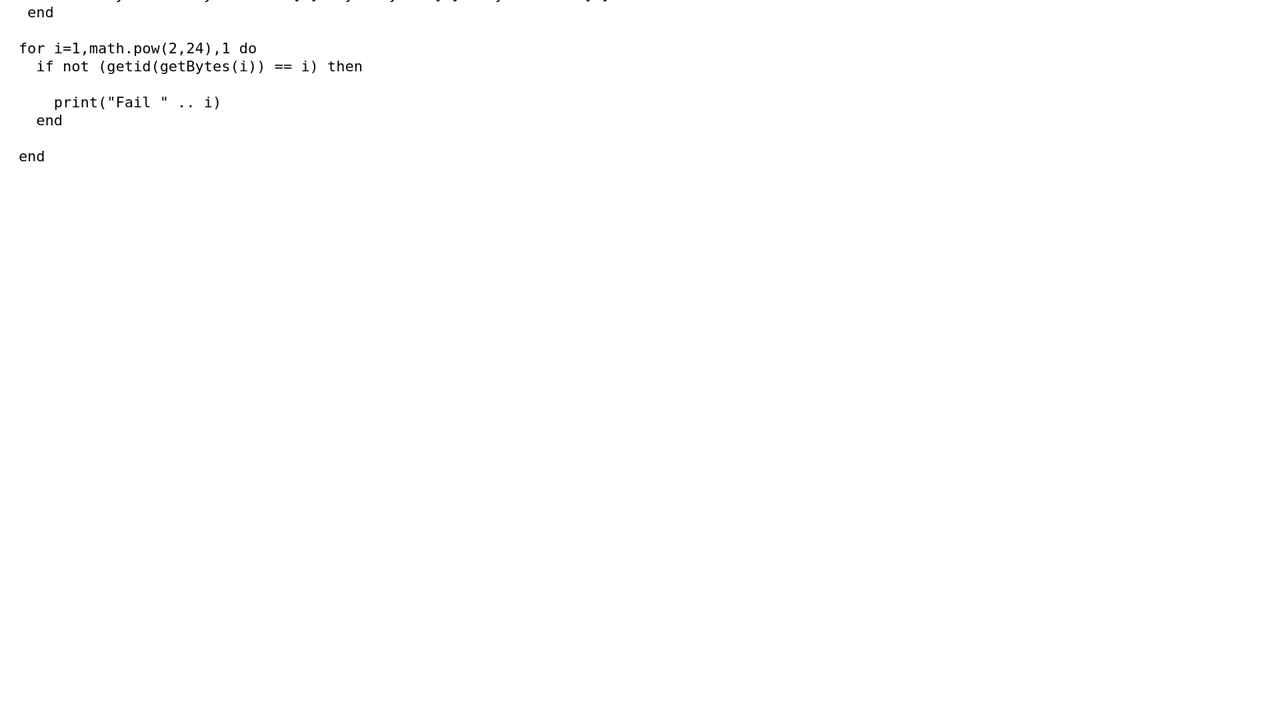 end
for i=1,math.pow(2,24),1 do
if not (getid(getBytes(i)) == i) then
print("Fail " .. i)
end
end